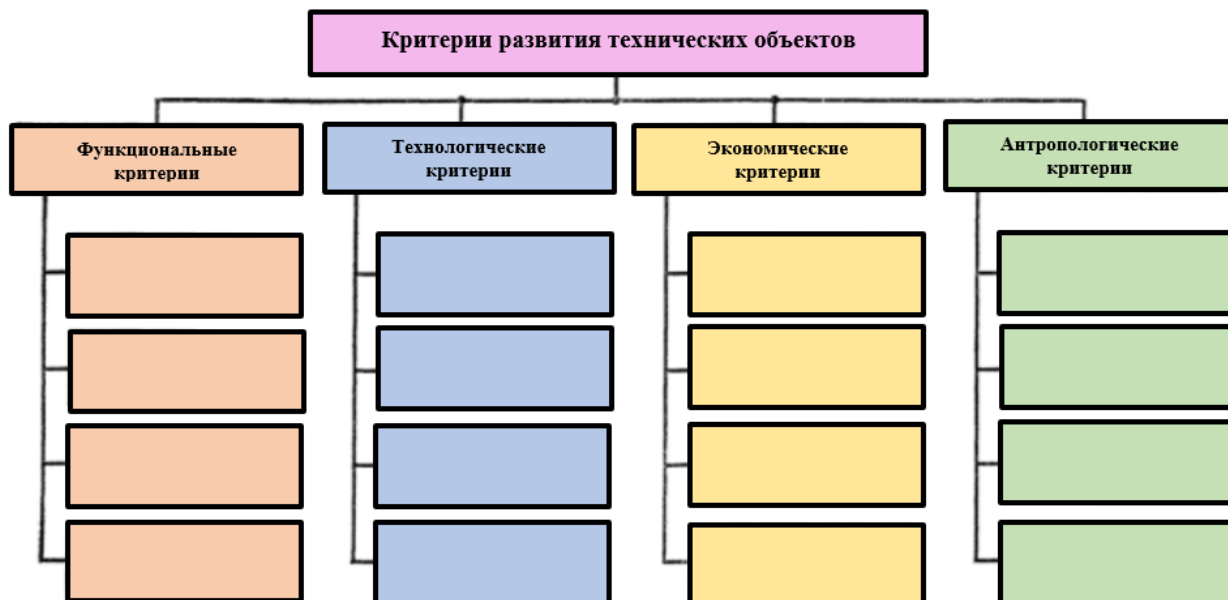 Критерии развития технических объектов
Функциональные
критерии
Технологические
критерии
Экономические
критерии
Антропологические
критерии